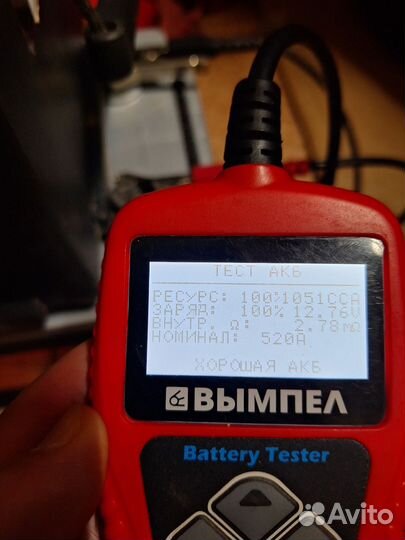 ТЕСТ АКБ
РЕСУРС: 100% 1051CCA
ЗАРЯД: 100% 12.76V
ВНУТР. Ω: 2.78mΩ
НОМИНАЛ: 520A
ХОРОШАЯ АКБ
ВЫМПЕЛ
Battery Tester
Avito